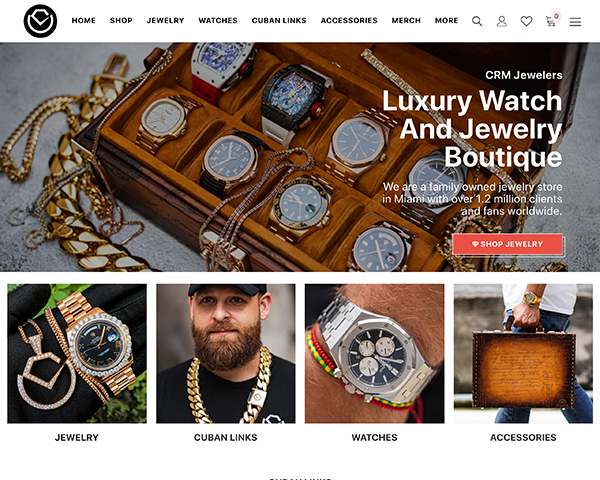 HOME SHOP JEWELRY WATCHES CUBAN LINKS ACCESSORIES MERCH MORE 0
CRM Jewelers
Luxury Watch
And Jewelry
Boutique
We are a family owned jewelry store
in Miami with over 1.2 million clients
and fans worldwide.
SHOP JEWELRY
JEWELRY CUBAN LINKS WATCHES ACCESSORIES
CUBAN LINKS